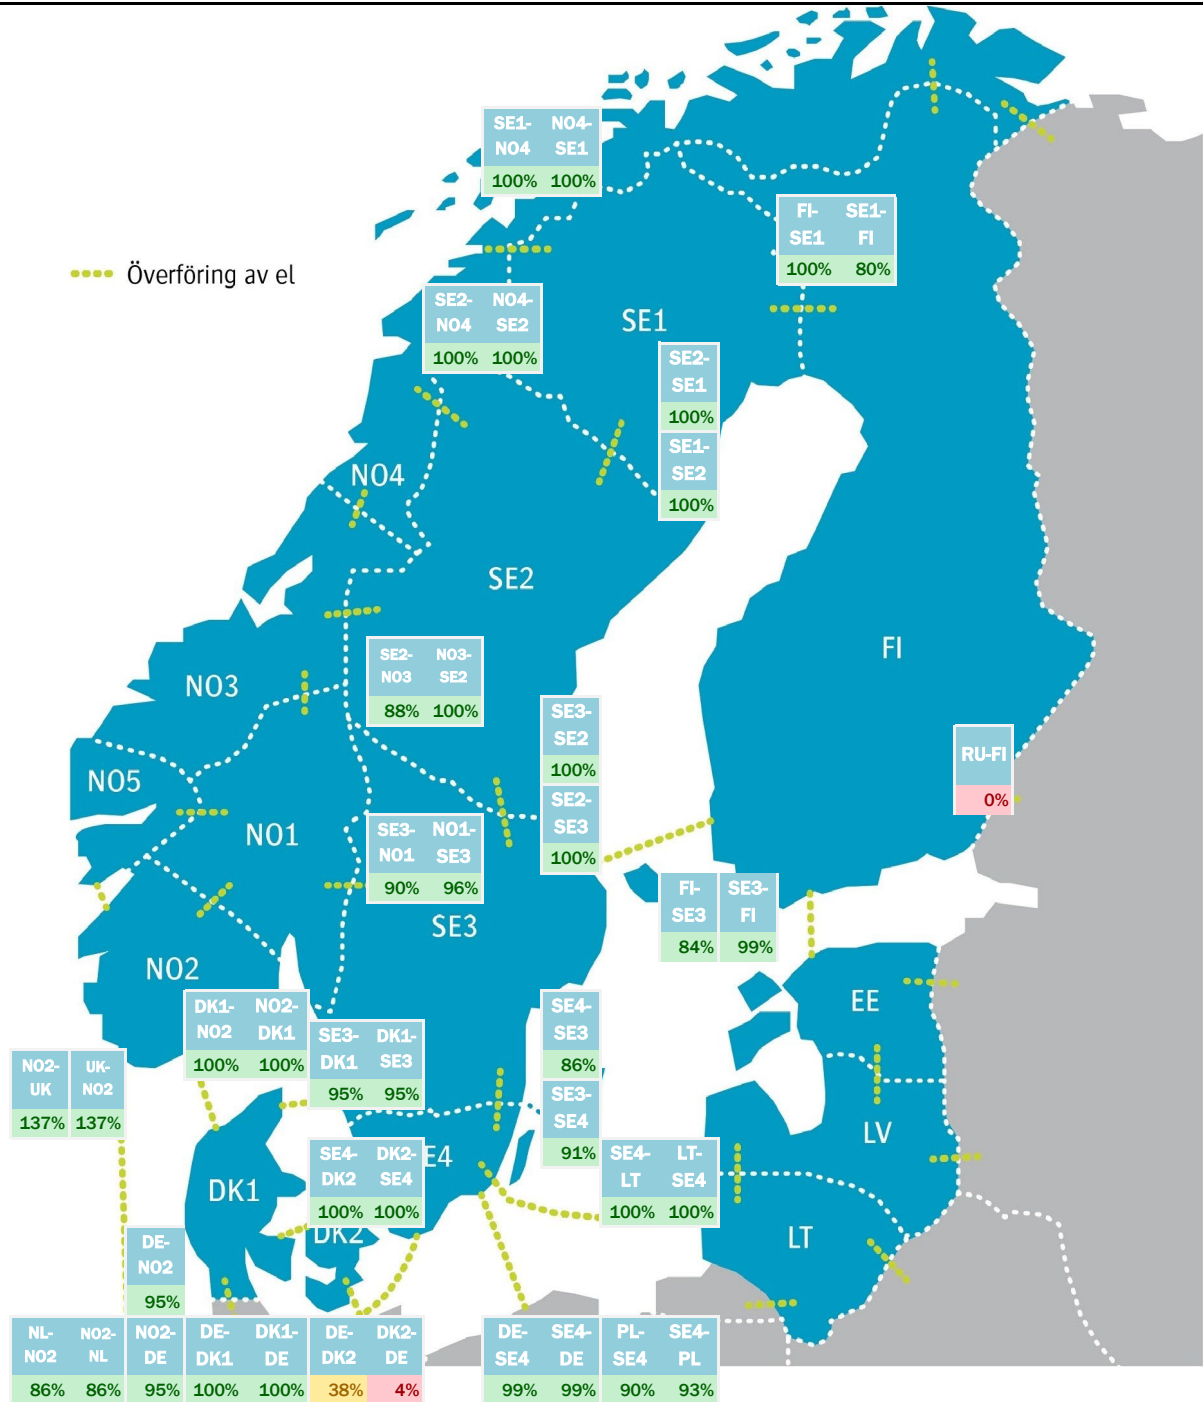 SE1- NO4-
NO4 SE1
100% 100%
FI- SE1-
SE1 FI
100% 80%
Överföring av el
SE2- NO4-
NO4 SE2
100% 100%
SE1
SE2-
SE1
100%
SE1-
SE2
100%
NO4
SE2
FI
SE2- NO3-
NO3 SE2
88% 100%
NO3
SE3-
SE2
100%
RU-FI
0%
NO5
SE2-
SE3
100%
NO1
SE3- NO1-
NO1 SE3
90% 96%
FI- SE3-
SE3 FI
84% 99%
SE3
NO2
EE
DK1- NO2-
NO2 DK1
100% 100%
SE4-
SE3
86%
SE3- DK1-
DK1 SE3
95% 95%
NO2- UK-
UK NO2
137% 137%
SE3-
SE4
91%
LV
SE4- DK2-
DK2 SE4
100% 100%
E4
SE4- LT-
LT SE4
100% 100%
DK1
DK2
LT
DE-
NO2
95%
NL- NO2- NO2- DE- DK1- DE- DK2-
NO2 NL DE DK1 DE DK2 DE
86% 86% 95% 100% 100% 38% 4%
DE- SE4- PL- SE4-
SE4 DE SE4 PL
99% 99% 90% 93%